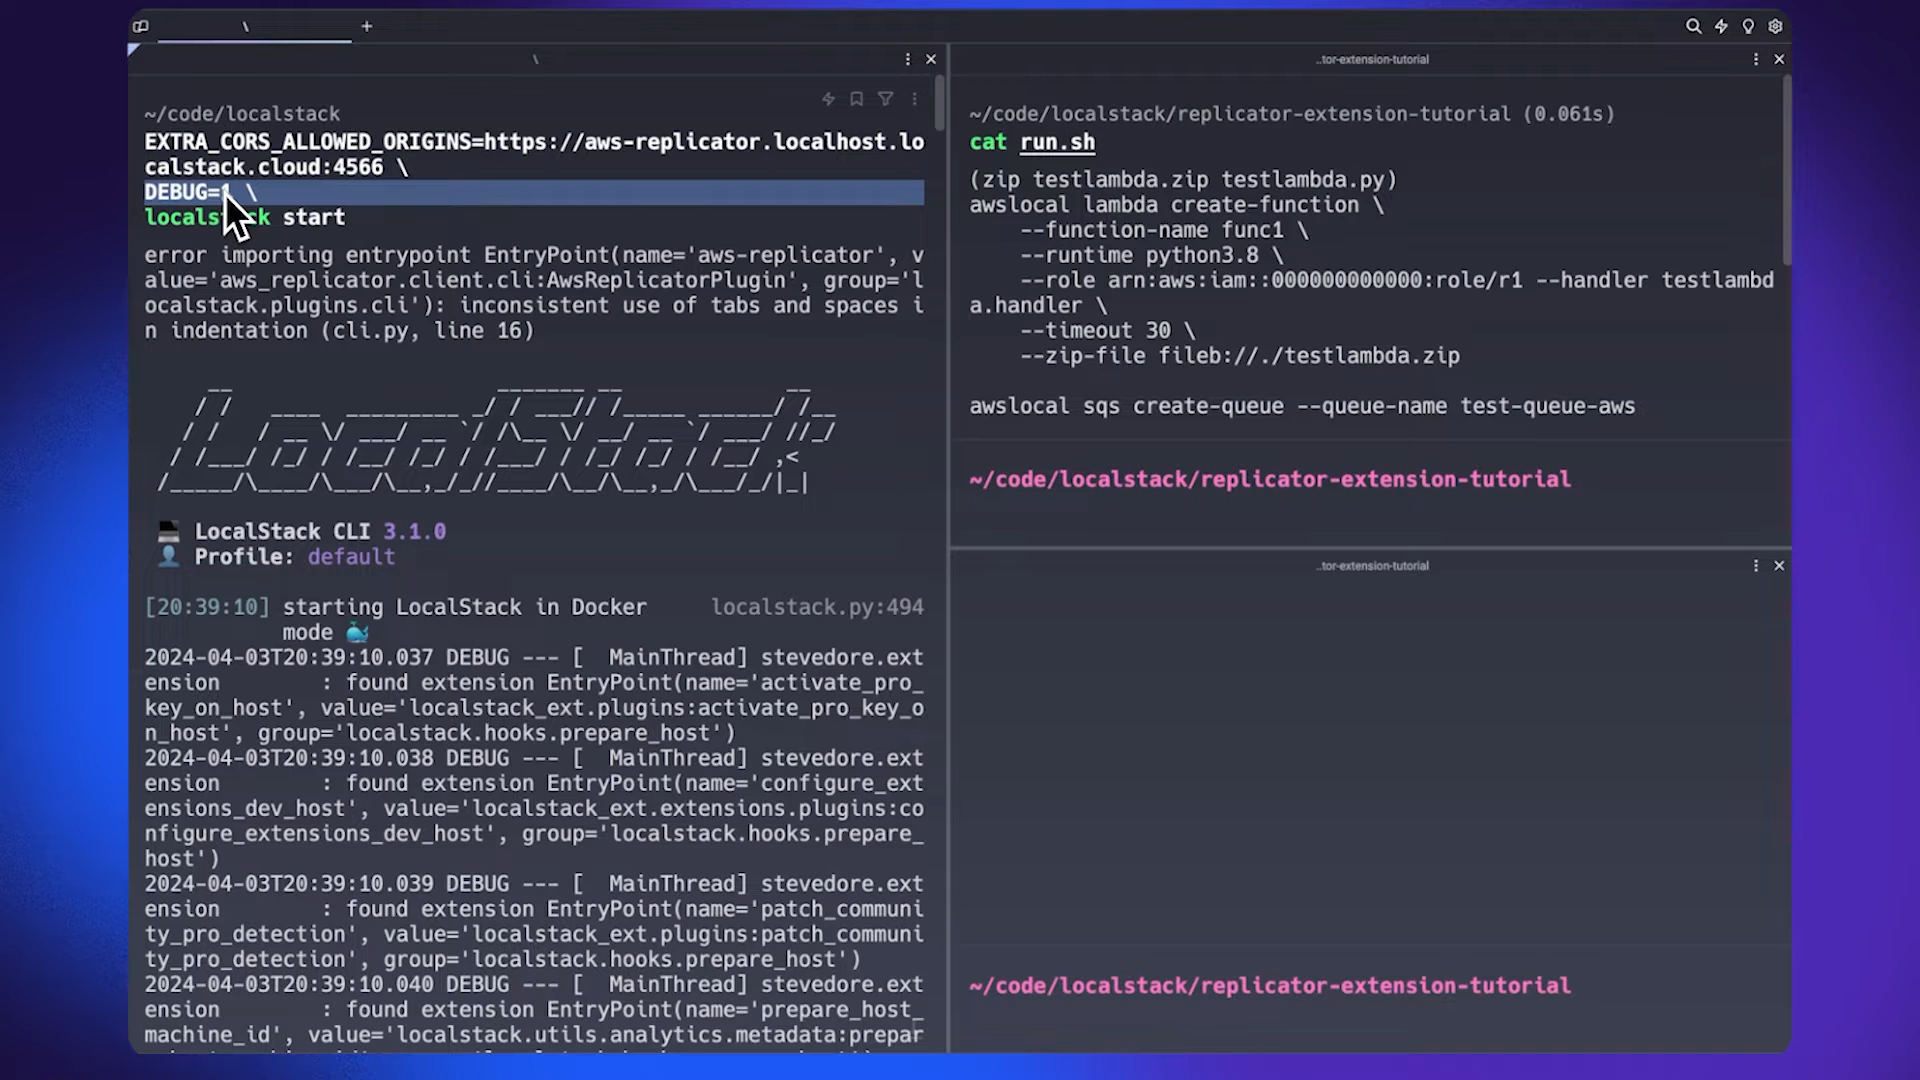 \
+
\
~/code/localstack
EXTRA_CORS_ALLOWED_ORIGINS=https://aws-replicator.localhost.lo
calstack.cloud:4566 \
DEBUG=1 \
localstack start
error importing entrypoint EntryPoint(name='aws-replicator', v
alue='aws_replicator.client.cli:AwsReplicatorPlugin', group='l
ocalstack.plugins.cli'): inconsistent use of tabs and spaces i
n indentation (cli.py, line 16)
LocalStack
LocalStack CLI 3.1.0
Profile: default
[20:39:10] starting LocalStack in Docker localstack.py:494
mode
2024-04-03T20:39:10.037 DEBUG --- [  MainThread] stevedore.ext
ension        : found extension EntryPoint(name='activate_pro_
key_on_host', value='localstack_ext.plugins:activate_pro_key_o
n_host', group='localstack.hooks.prepare_host')
2024-04-03T20:39:10.038 DEBUG --- [  MainThread] stevedore.ext
ension        : found extension EntryPoint(name='configure_ext
ensions_dev_host', value='localstack_ext.extensions.plugins:co
nfigure_extensions_dev_host', group='localstack.hooks.prepare_
host')
2024-04-03T20:39:10.039 DEBUG --- [  MainThread] stevedore.ext
ension        : found extension EntryPoint(name='patch_communi
ty_pro_detection', value='localstack_ext.plugins:patch_communi
ty_pro_detection', group='localstack.hooks.prepare_host')
2024-04-03T20:39:10.040 DEBUG --- [  MainThread] stevedore.ext
ension        : found extension EntryPoint(name='prepare_host_
machine_id', value='localstack.utils.analytics.metadata:prepar
..tor-extension-tutorial
~/code/localstack/replicator-extension-tutorial (0.061s)
cat run.sh
(zip testlambda.zip testlambda.py)
awslocal lambda create-function \
    --function-name func1 \
    --runtime python3.8 \
    --role arn:aws:iam::000000000000:role/r1 --handler testlambd
a.handler \
    --timeout 30 \
    --zip-file fileb://./testlambda.zip
awslocal sqs create-queue --queue-name test-queue-aws
~/code/localstack/replicator-extension-tutorial
..tor-extension-tutorial
~/code/localstack/replicator-extension-tutorial